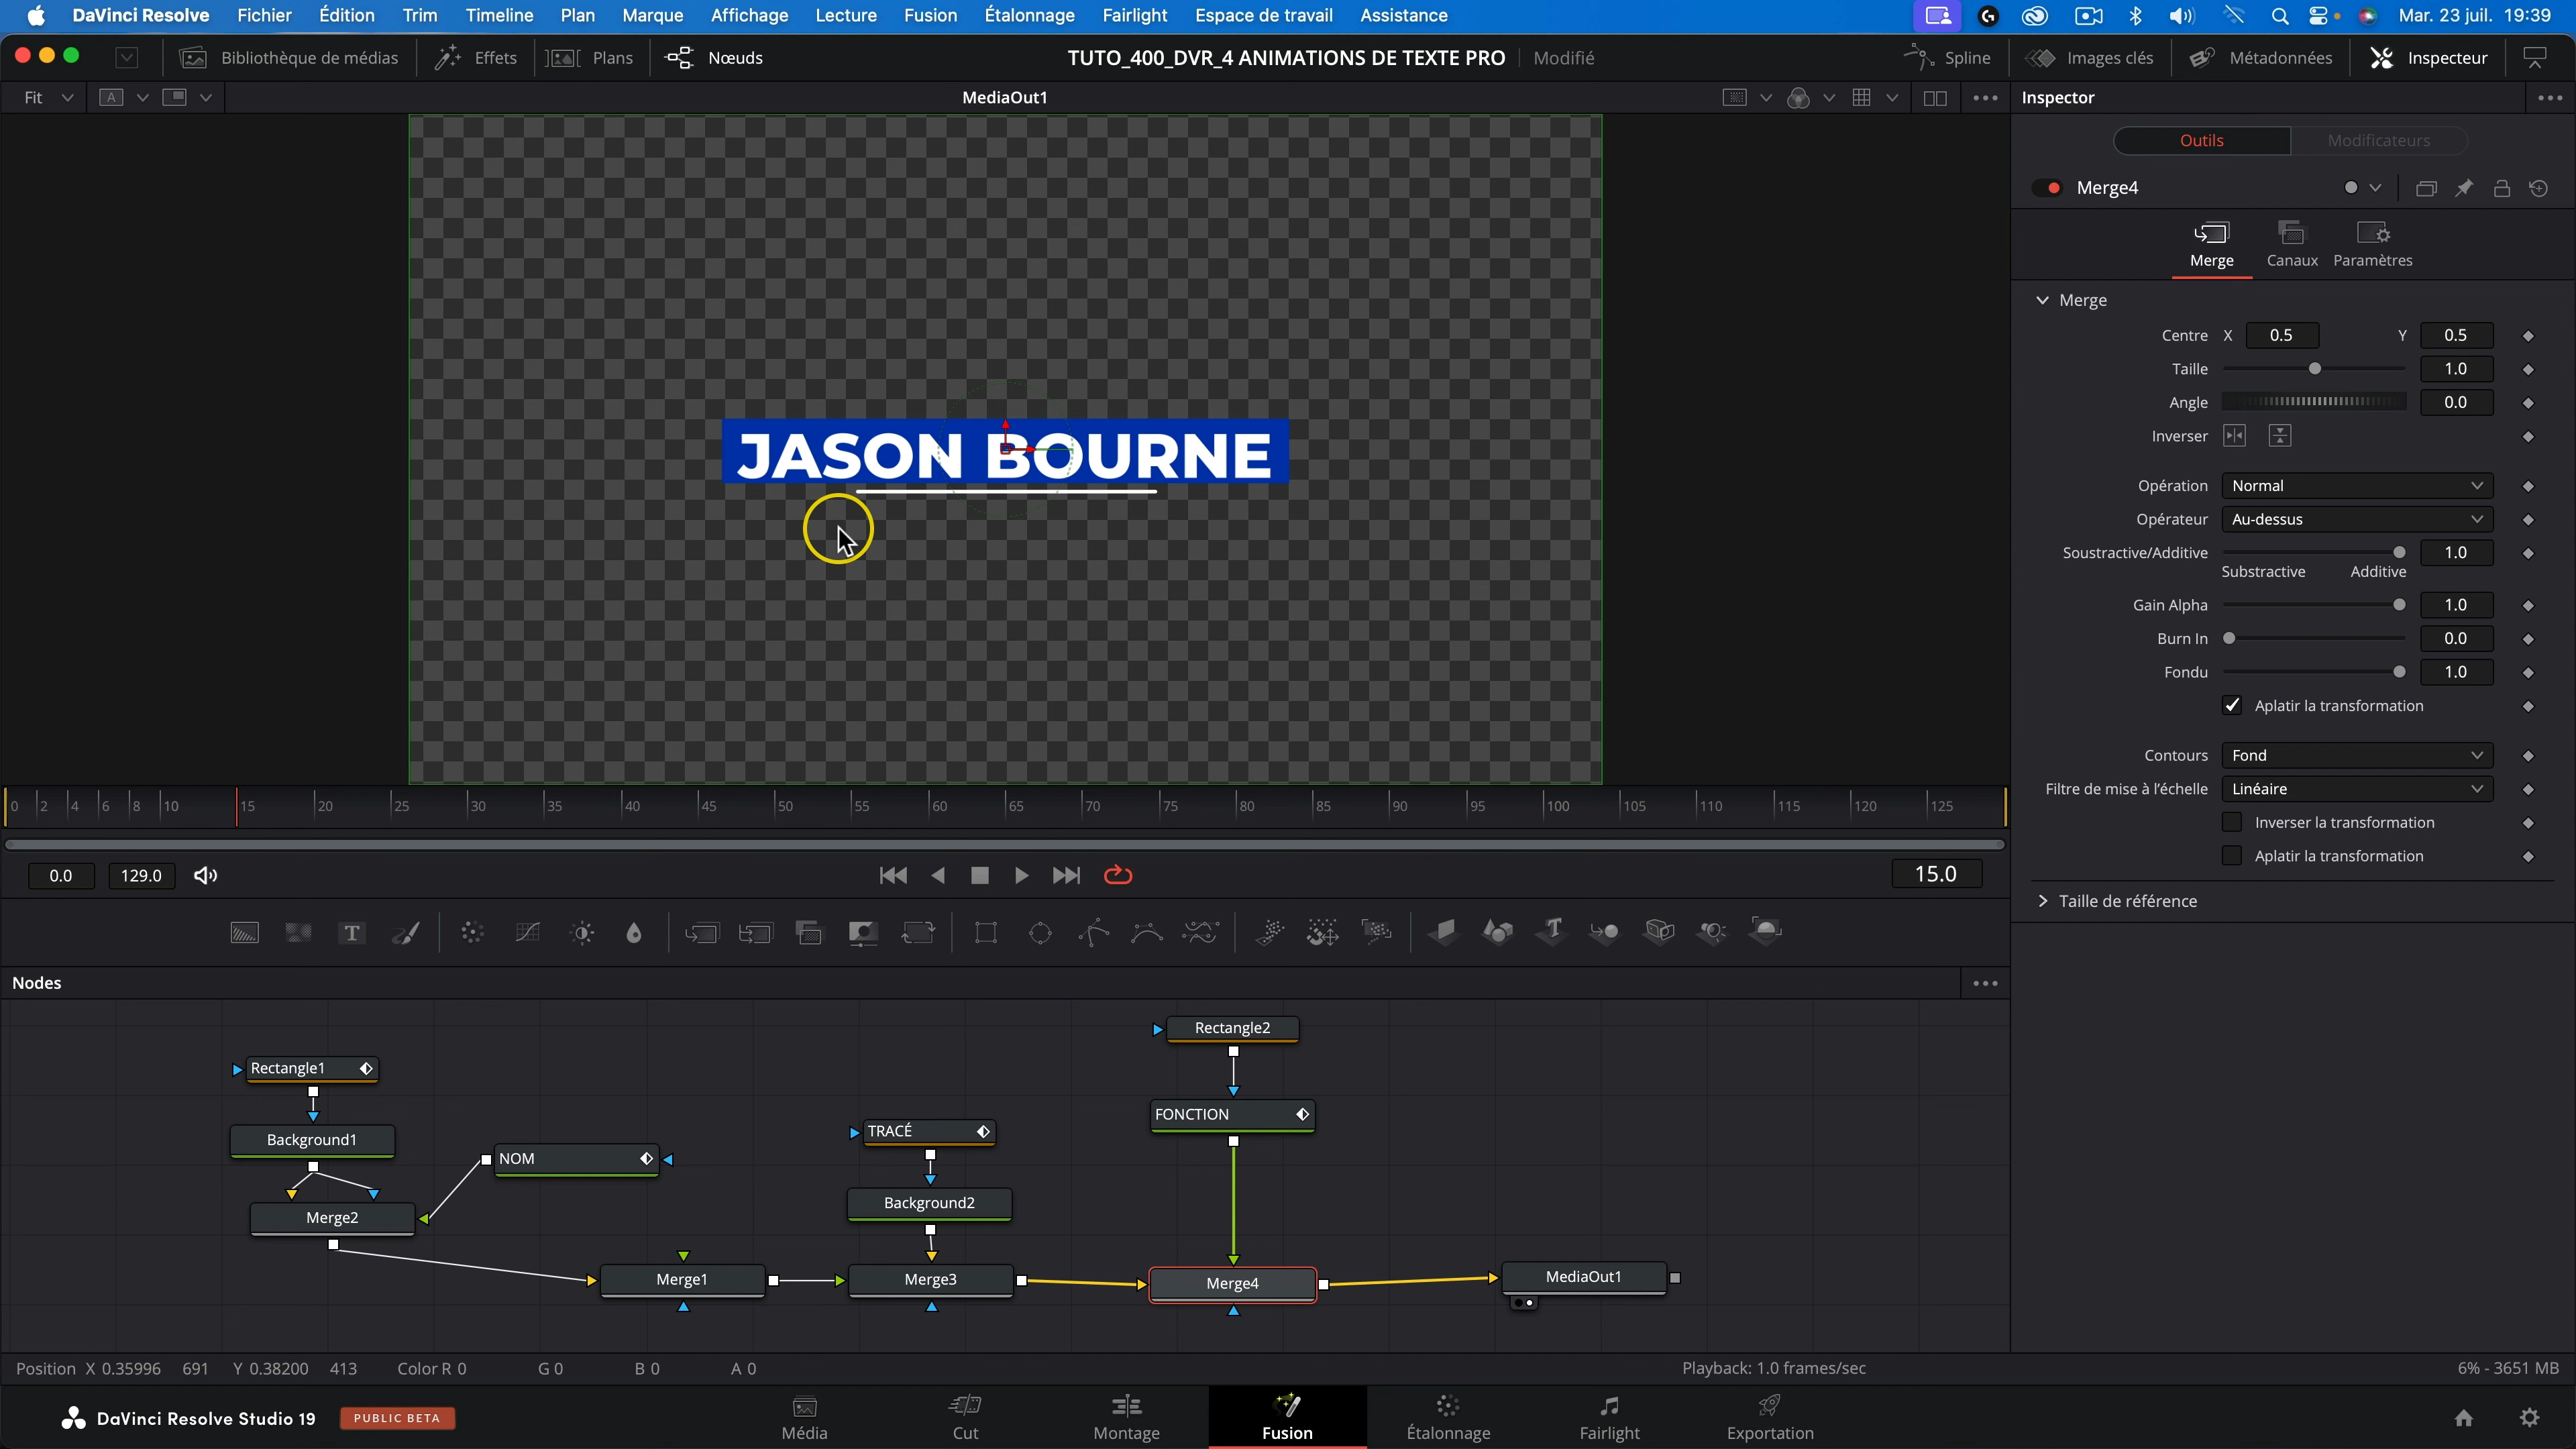 DaVinci Resolve Fichier Édition Trim Timeline Plan Marque Affichage Lecture Fusion Étalonnage Fairlight Espace de travail Assistance Mar. 23 juil. 19:39
Bibliothèque de médias Effets Plans Nœuds TUTO_400_DVR_4 ANIMATIONS DE TEXTE PRO Modifié Spline Images clés Métadonnées Inspecteur
Fit A MediaOut1 Inspector
Outils Modificateurs
Merge4
Merge Canaux Paramètres
Merge
Centre X 0.5 Y 0.5
Taille 1.0
Angle 0.0
Inverser
JASON BOURNE
Opération Normal
Opérateur Au-dessus
Soustractive/Additive 1.0
Substractive Additive
Gain Alpha 1.0
Burn In 0.0
Fondu 1.0
Aplatir la transformation
Contours Fond
Filtre de mise à l'échelle Linéaire
Inverser la transformation
Aplatir la transformation
Taille de référence
0 2 4 6 8 10 15 20 25 30 35 40 45 50 55 60 65 70 75 80 85 90 95 100 105 110 115 120 125
0.0 129.0 15.0
T T
Nodes
Rectangle2
Rectangle1
FONCTION
TRACÉ
Background1
NOM
Background2
Merge2
Merge1 Merge3 Merge4 MediaOut1
Position X 0.35996 691 Y 0.38200 413 Color R 0 G 0 B 0 A 0 Playback: 1.0 frames/sec 6% - 3651 MB
DaVinci Resolve Studio 19 PUBLIC BETA
Média Cut Montage Fusion Étalonnage Fairlight Exportation